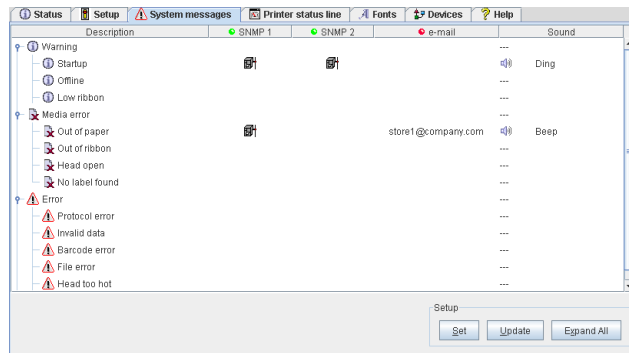 Status Setup System messages Printer status line Fonts Devices Help
Description SNMP 1 SNMP 2 e-mail Sound
Warning ---
Startup Ding
Offline ---
Low ribbon ---
Media error ---
Out of paper store1@company.com Beep
Out of ribbon ---
Head open ---
No label found ---
Error ---
Protocol error ---
Invalid data ---
Barcode error ---
File error ---
Head too hot ---
Setup
Set Update Expand All